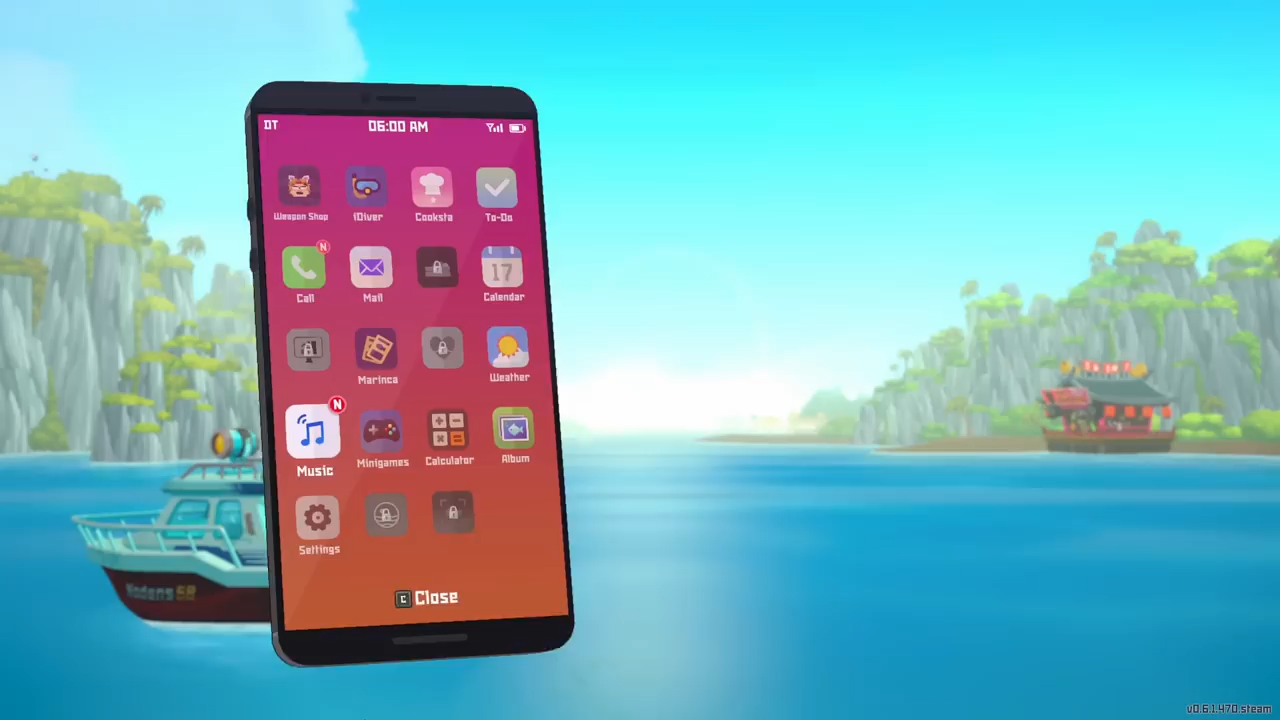 DT 06:00 AM
Weapon Shop iDiver Cooksta To-Do
N
Call Mail 17 Calendar
Marinca Weather
N
Music Minigames Calculator Album
Settings
C Close
v0.6.1.470.steam